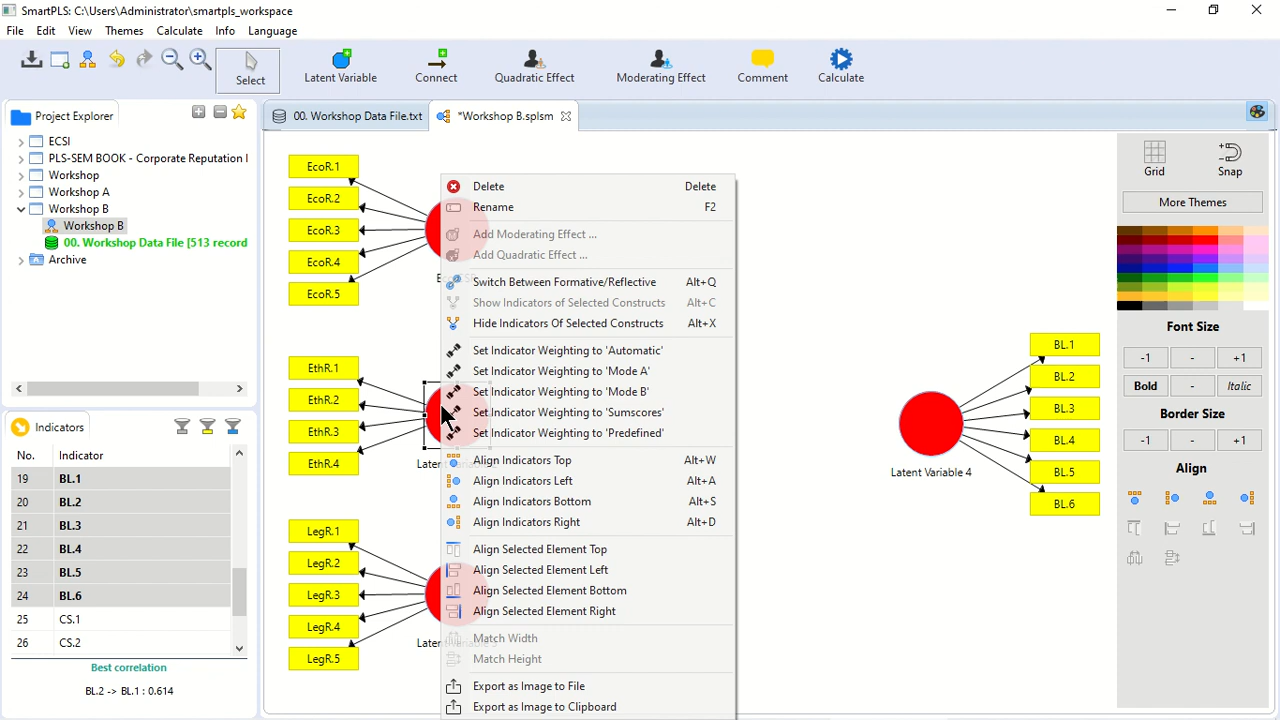 SmartPLS: C:\Users\Administrator\smartpls_workspace
File Edit View Themes Calculate Info Language
Select
Latent Variable
Connect
Quadratic Effect
Moderating Effect
Comment
Calculate
Project Explorer
ECSI
PLS-SEM BOOK - Corporate Reputation
Workshop
Workshop A
Workshop B
Workshop B
00. Workshop Data File [513 record
Archive
Indicators
No. Indicator
19 BL.1
20 BL.2
21 BL.3
22 BL.4
23 BL.5
24 BL.6
25 CS.1
26 CS.2
Best correlation
BL.2 -> BL.1 : 0.614
00. Workshop Data File.txt
*Workshop B.splsm
EcoR.1
EcoR.2
EcoR.3
EcoR.4
EcoR.5
EthR.1
EthR.2
EthR.3
EthR.4
LegR.1
LegR.2
LegR.3
LegR.4
LegR.5
Delete Delete
Rename F2
Add Moderating Effect ...
Add Quadratic Effect ...
Switch Between Formative/Reflective Alt+Q
Show Indicators of Selected Constructs Alt+C
Hide Indicators Of Selected Constructs Alt+X
Set Indicator Weighting to 'Automatic'
Set Indicator Weighting to 'Mode A'
Set Indicator Weighting to 'Mode B'
Set Indicator Weighting to 'Sumscores'
Set Indicator Weighting to 'Predefined'
Align Indicators Top Alt+W
Align Indicators Left Alt+A
Align Indicators Bottom Alt+S
Align Indicators Right Alt+D
Align Selected Element Top
Align Selected Element Left
Align Selected Element Bottom
Align Selected Element Right
Match Width
Match Height
Export as Image to File
Export as Image to Clipboard
Latent Variable 4
BL.1
BL.2
BL.3
BL.4
BL.5
BL.6
Grid
Snap
More Themes
Font Size
-1 - +1
Bold - Italic
Border Size
-1 - +1
Align